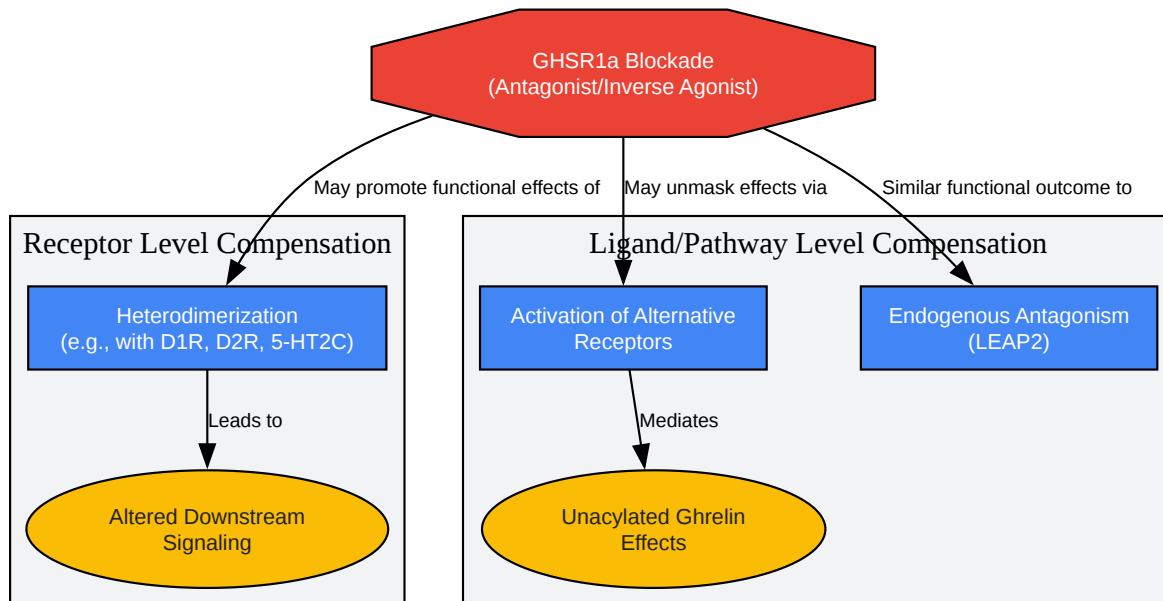 GHSR1a Blockade
(Antagonist/Inverse Agonist)
May promote functional effects of
May unmask effects via
Similar functional outcome to
Receptor Level Compensation
Ligand/Pathway Level Compensation
Heterodimerization
(e.g., with D1R, D2R, 5-HT2C)
Activation of Alternative
Receptors
Endogenous Antagonism
(LEAP2)
Leads to
Mediates
Altered Downstream
Signaling
Unacylated Ghrelin
Effects